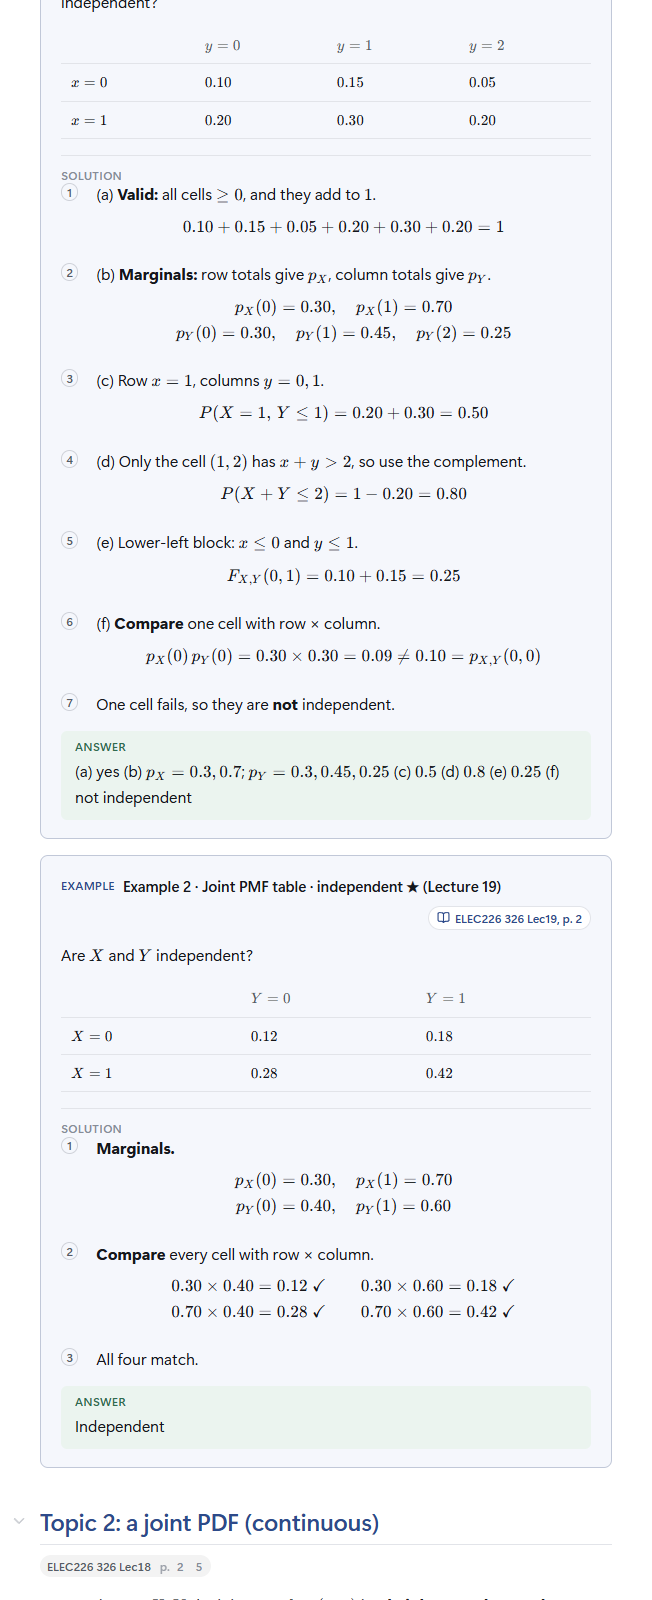 independent?
y = 0 y = 1 y = 2
x = 0 0.10 0.15 0.05
x = 1 0.20 0.30 0.20
SOLUTION
1 (a) Valid: all cells ≥ 0, and they add to 1.
0.10 + 0.15 + 0.05 + 0.20 + 0.30 + 0.20 = 1
2 (b) Marginals: row totals give p_X, column totals give p_Y.
p_X(0) = 0.30, p_X(1) = 0.70
p_Y(0) = 0.30, p_Y(1) = 0.45, p_Y(2) = 0.25
3 (c) Row x = 1, columns y = 0, 1.
P(X = 1, Y ≤ 1) = 0.20 + 0.30 = 0.50
4 (d) Only the cell (1, 2) has x + y > 2, so use the complement.
P(X + Y ≤ 2) = 1 − 0.20 = 0.80
5 (e) Lower-left block: x ≤ 0 and y ≤ 1.
F_X,Y(0, 1) = 0.10 + 0.15 = 0.25
6 (f) Compare one cell with row × column.
p_X(0) p_Y(0) = 0.30 × 0.30 = 0.09 ≠ 0.10 = p_X,Y(0, 0)
7 One cell fails, so they are not independent.
ANSWER
(a) yes (b) p_X = 0.3, 0.7; p_Y = 0.3, 0.45, 0.25 (c) 0.5 (d) 0.8 (e) 0.25 (f)
not independent
EXAMPLE Example 2 · Joint PMF table · independent ★ (Lecture 19)
ELEC226 326 Lec19, p. 2
Are X and Y independent?
Y = 0 Y = 1
X = 0 0.12 0.18
X = 1 0.28 0.42
SOLUTION
1 Marginals.
p_X(0) = 0.30, p_X(1) = 0.70
p_Y(0) = 0.40, p_Y(1) = 0.60
2 Compare every cell with row × column.
0.30 × 0.40 = 0.12 ✓ 0.30 × 0.60 = 0.18 ✓
0.70 × 0.40 = 0.28 ✓ 0.70 × 0.60 = 0.42 ✓
3 All four match.
ANSWER
Independent
Topic 2: a joint PDF (continuous)
ELEC226 326 Lec18 p. 2 5